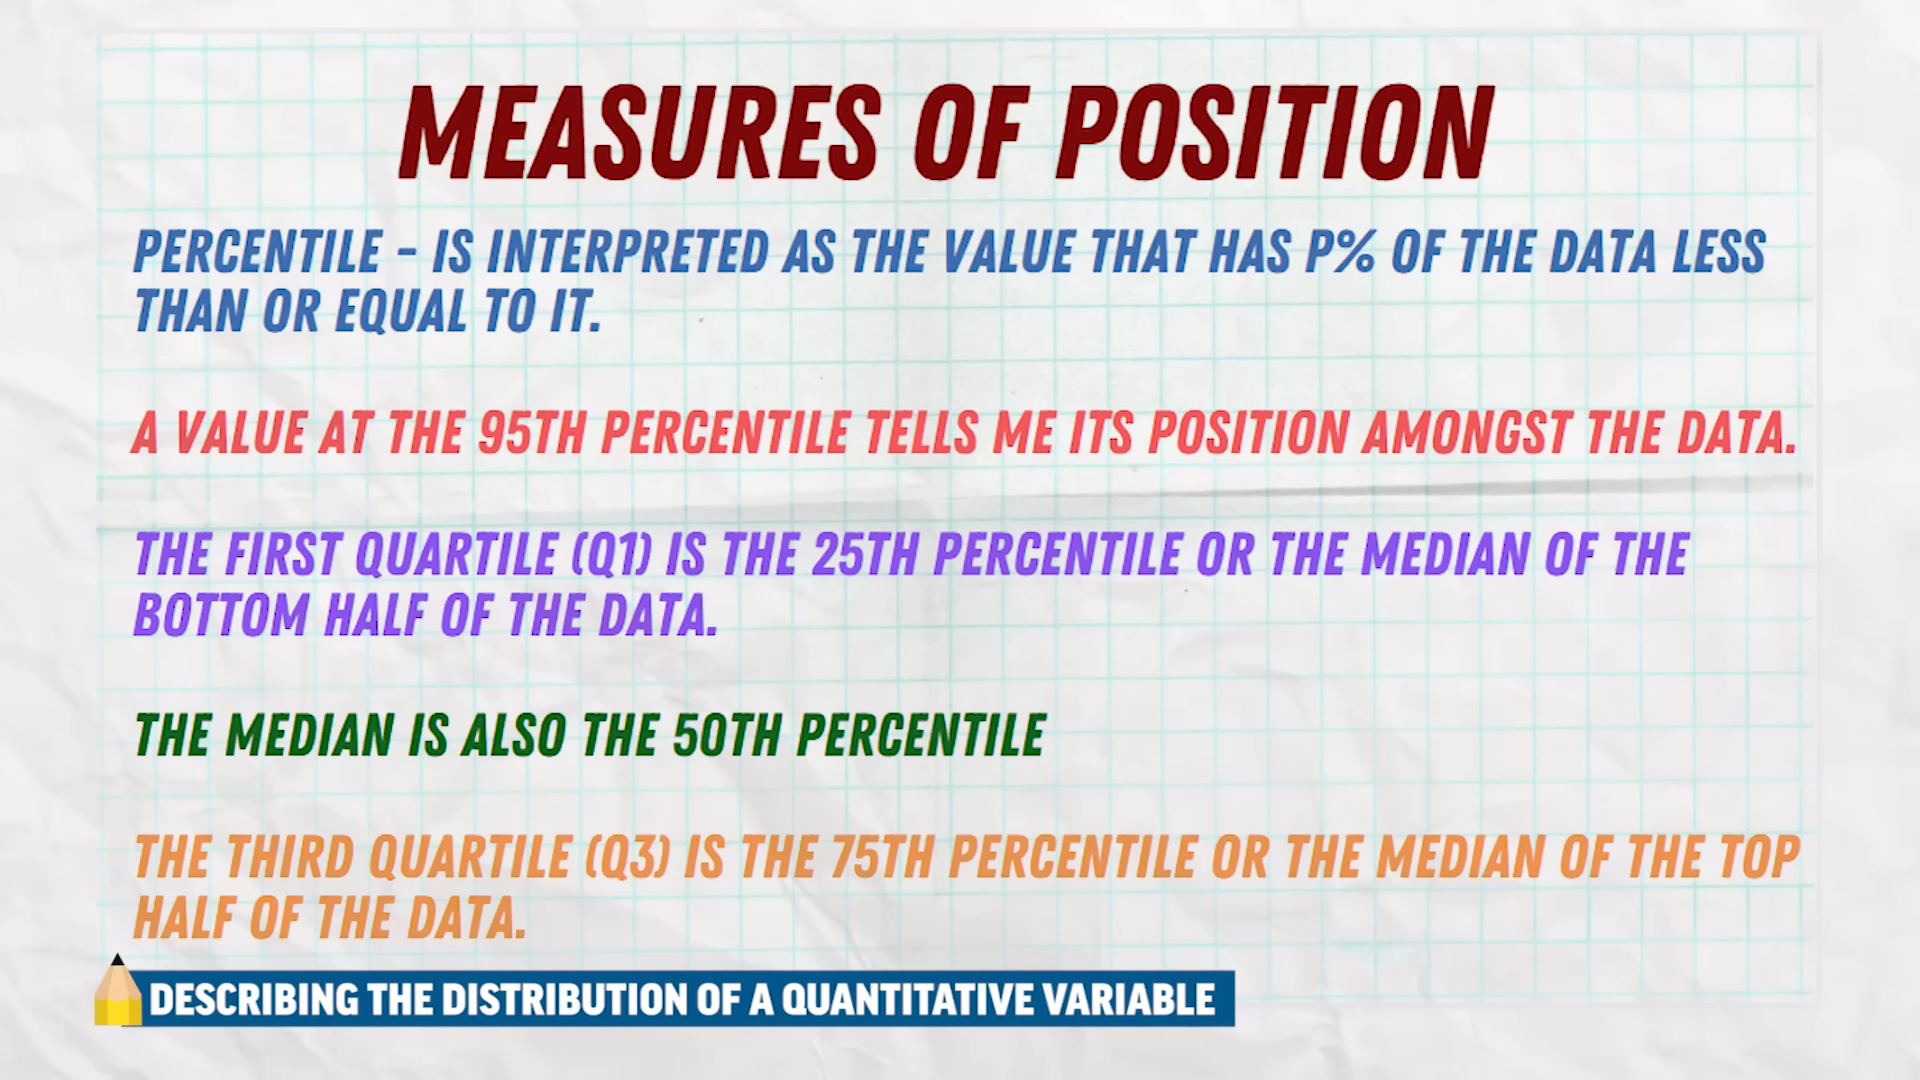 MEASURES OF POSITION
PERCENTILE - IS INTERPRETED AS THE VALUE THAT HAS P% OF THE DATA LESS
THAN OR EQUAL TO IT.
A VALUE AT THE 95TH PERCENTILE TELLS ME ITS POSITION AMONGST THE DATA.
THE FIRST QUARTILE (Q1) IS THE 25TH PERCENTILE OR THE MEDIAN OF THE
BOTTOM HALF OF THE DATA.
THE MEDIAN IS ALSO THE 50TH PERCENTILE
THE THIRD QUARTILE (Q3) IS THE 75TH PERCENTILE OR THE MEDIAN OF THE TOP
HALF OF THE DATA.
DESCRIBING THE DISTRIBUTION OF A QUANTITATIVE VARIABLE